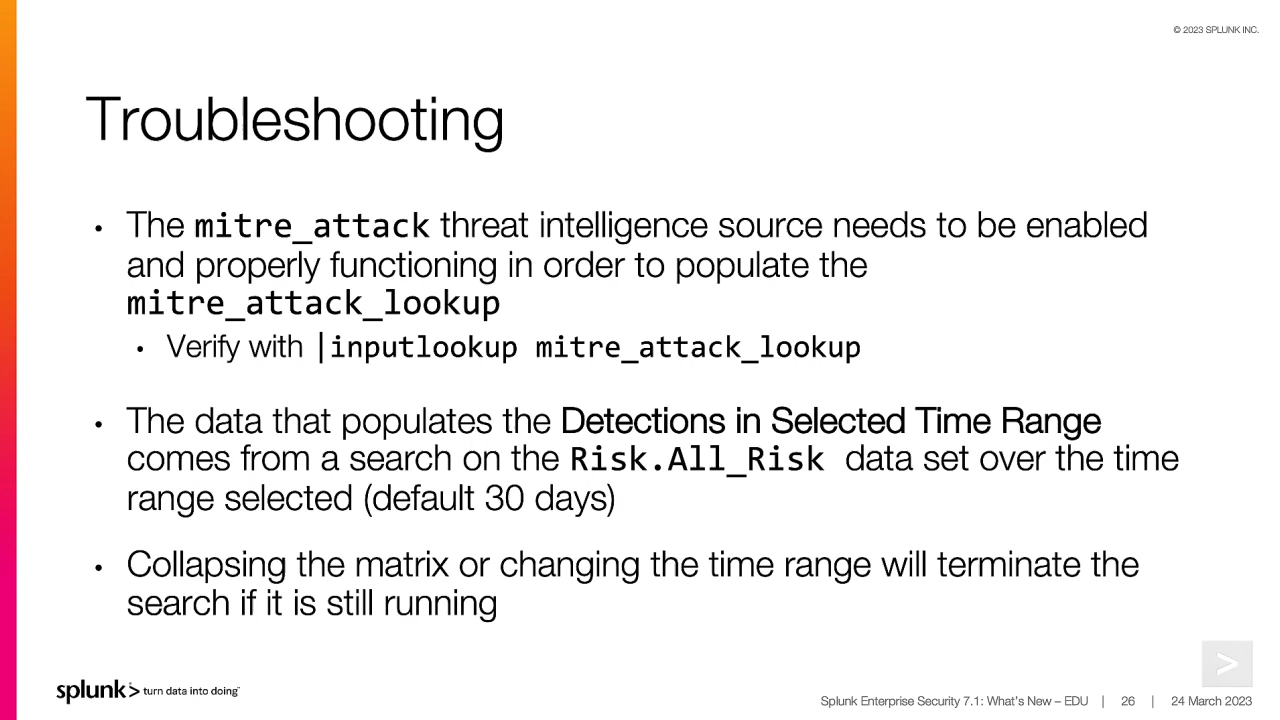 © 2023 SPLUNK INC.
Troubleshooting
• The mitre_attack threat intelligence source needs to be enabled
and properly functioning in order to populate the
mitre_attack_lookup
• Verify with |inputlookup mitre_attack_lookup
• The data that populates the Detections in Selected Time Range
comes from a search on the Risk.All_Risk data set over the time
range selected (default 30 days)
• Collapsing the matrix or changing the time range will terminate the
search if it is still running
splunk> turn data into doing™
Splunk Enterprise Security 7.1: What's New – EDU | 26 | 24 March 2023